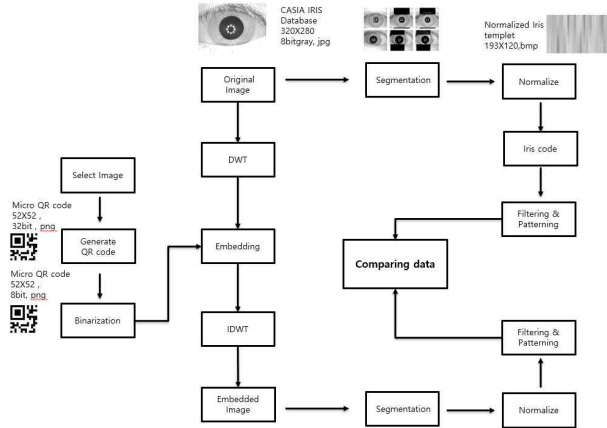 CASIA IRIS
Database
320X280
8bitgray, jpg
Normalized Iris
templet
193X120,bmp
Original
Image
Segmentation
Normalize
DWT
Iris code
Select Image
Micro QR code
52X52 ,
32bit , png
Generate
QR code
Embedding
Filtering &
Patterning
Comparing data
Micro QR code
52X52 ,
8bit, png
Binarization
IDWT
Filtering &
Patterning
Embedded
Image
Segmentation
Normalize